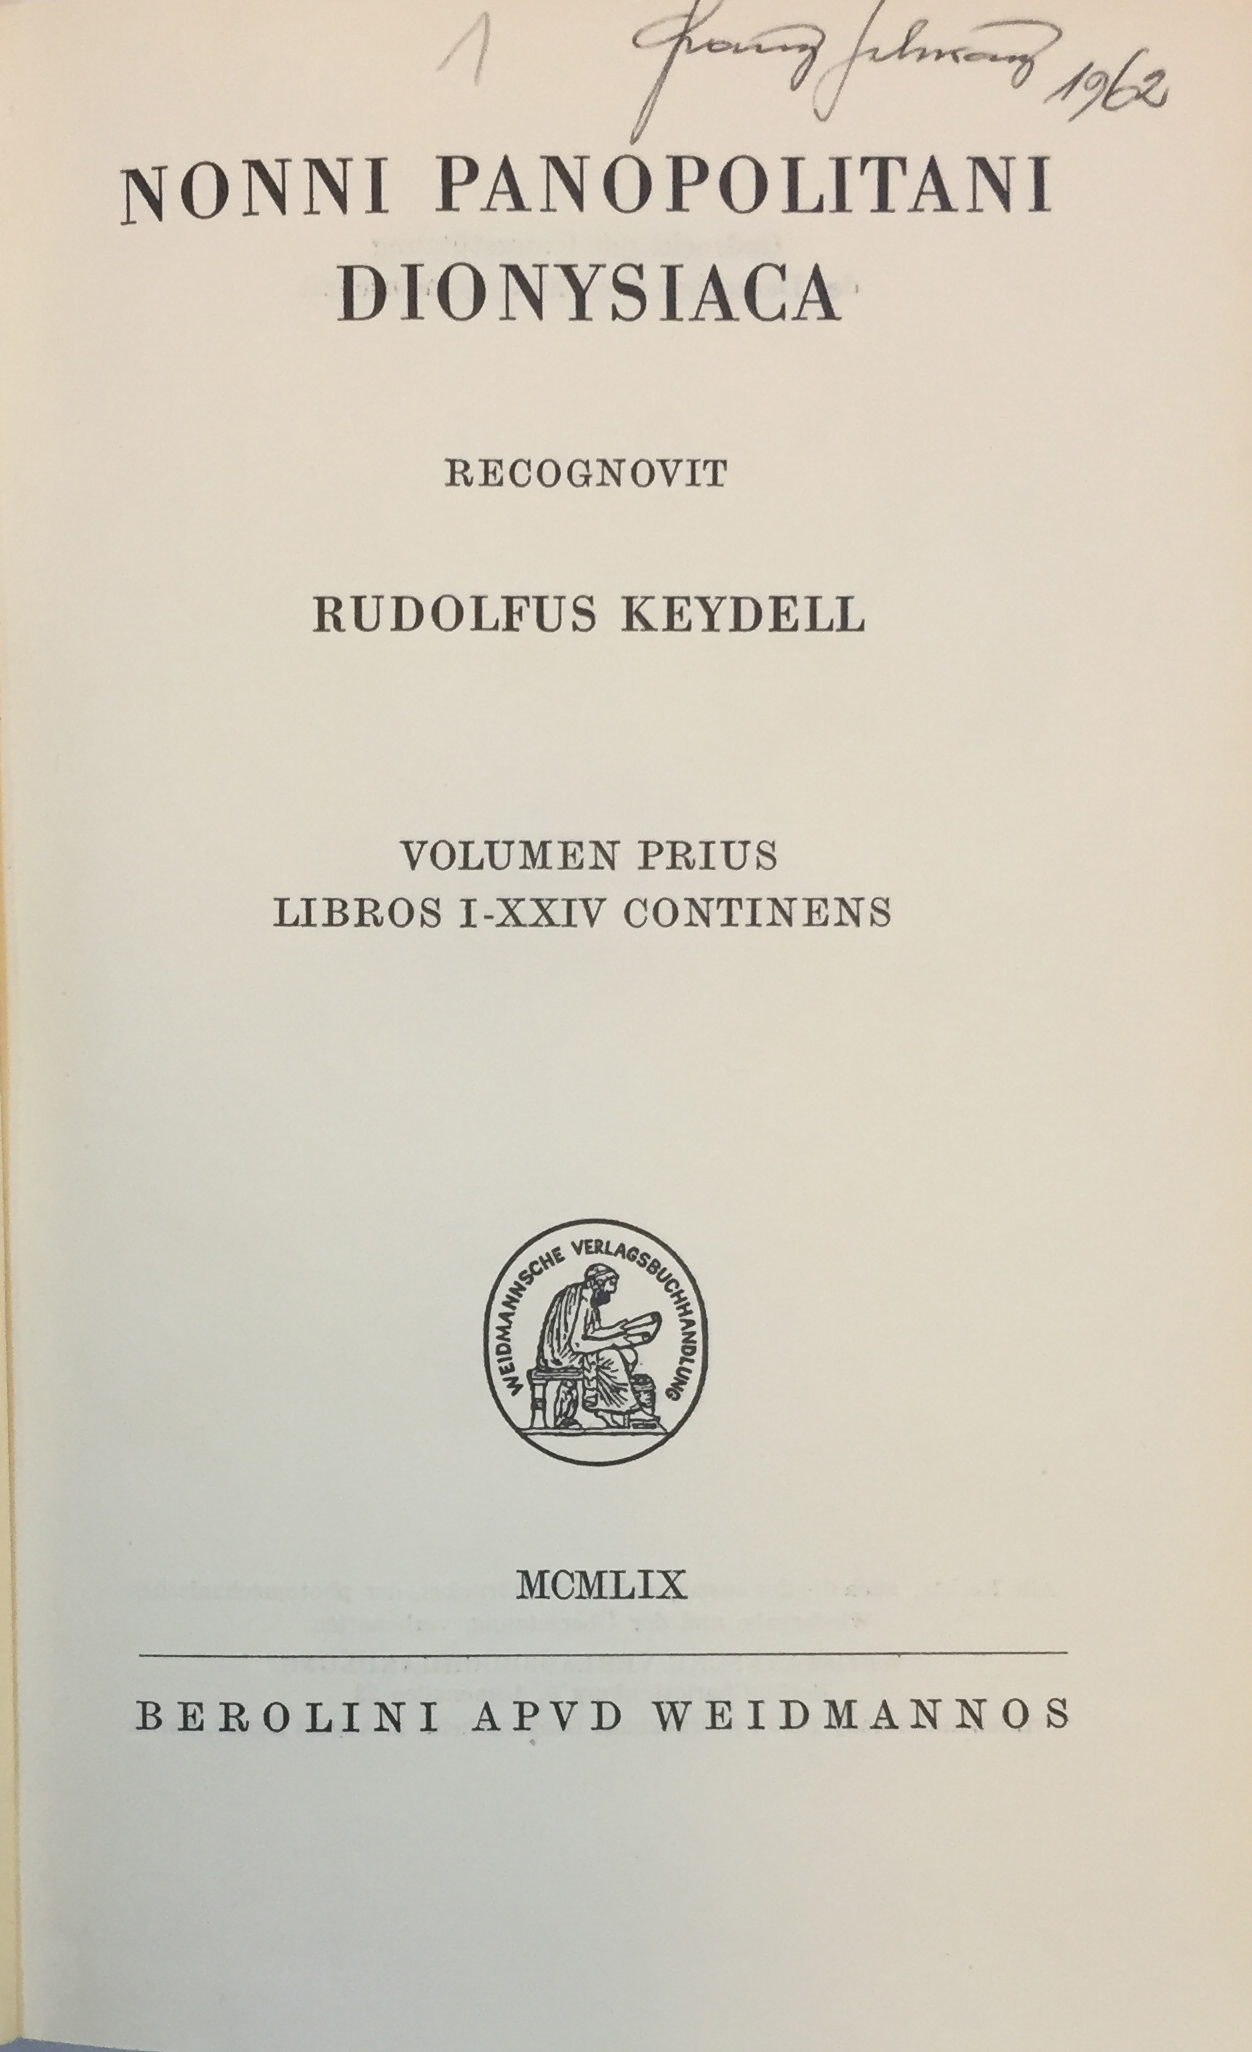 1
1962
NONNI PANOPOLITANI
DIONYSIACA
RECOGNOVIT
RUDOLFUS KEYDELL
VOLUMEN PRIUS
LIBROS I-XXIV CONTINENS
WEIDMANNSCHE VERLAGSBUCHHANDLUNG
MCMLIX
BEROLINI APVD WEIDMANNOS